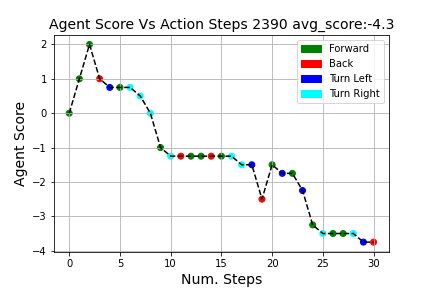 Agent Score Vs Action Steps 2390 avg_score:-4.3
Agent Score
2
1
0
−1
−2
−3
−4
Forward
Back
Turn Left
Turn Right
0 5 10 15 20 25 30
Num. Steps